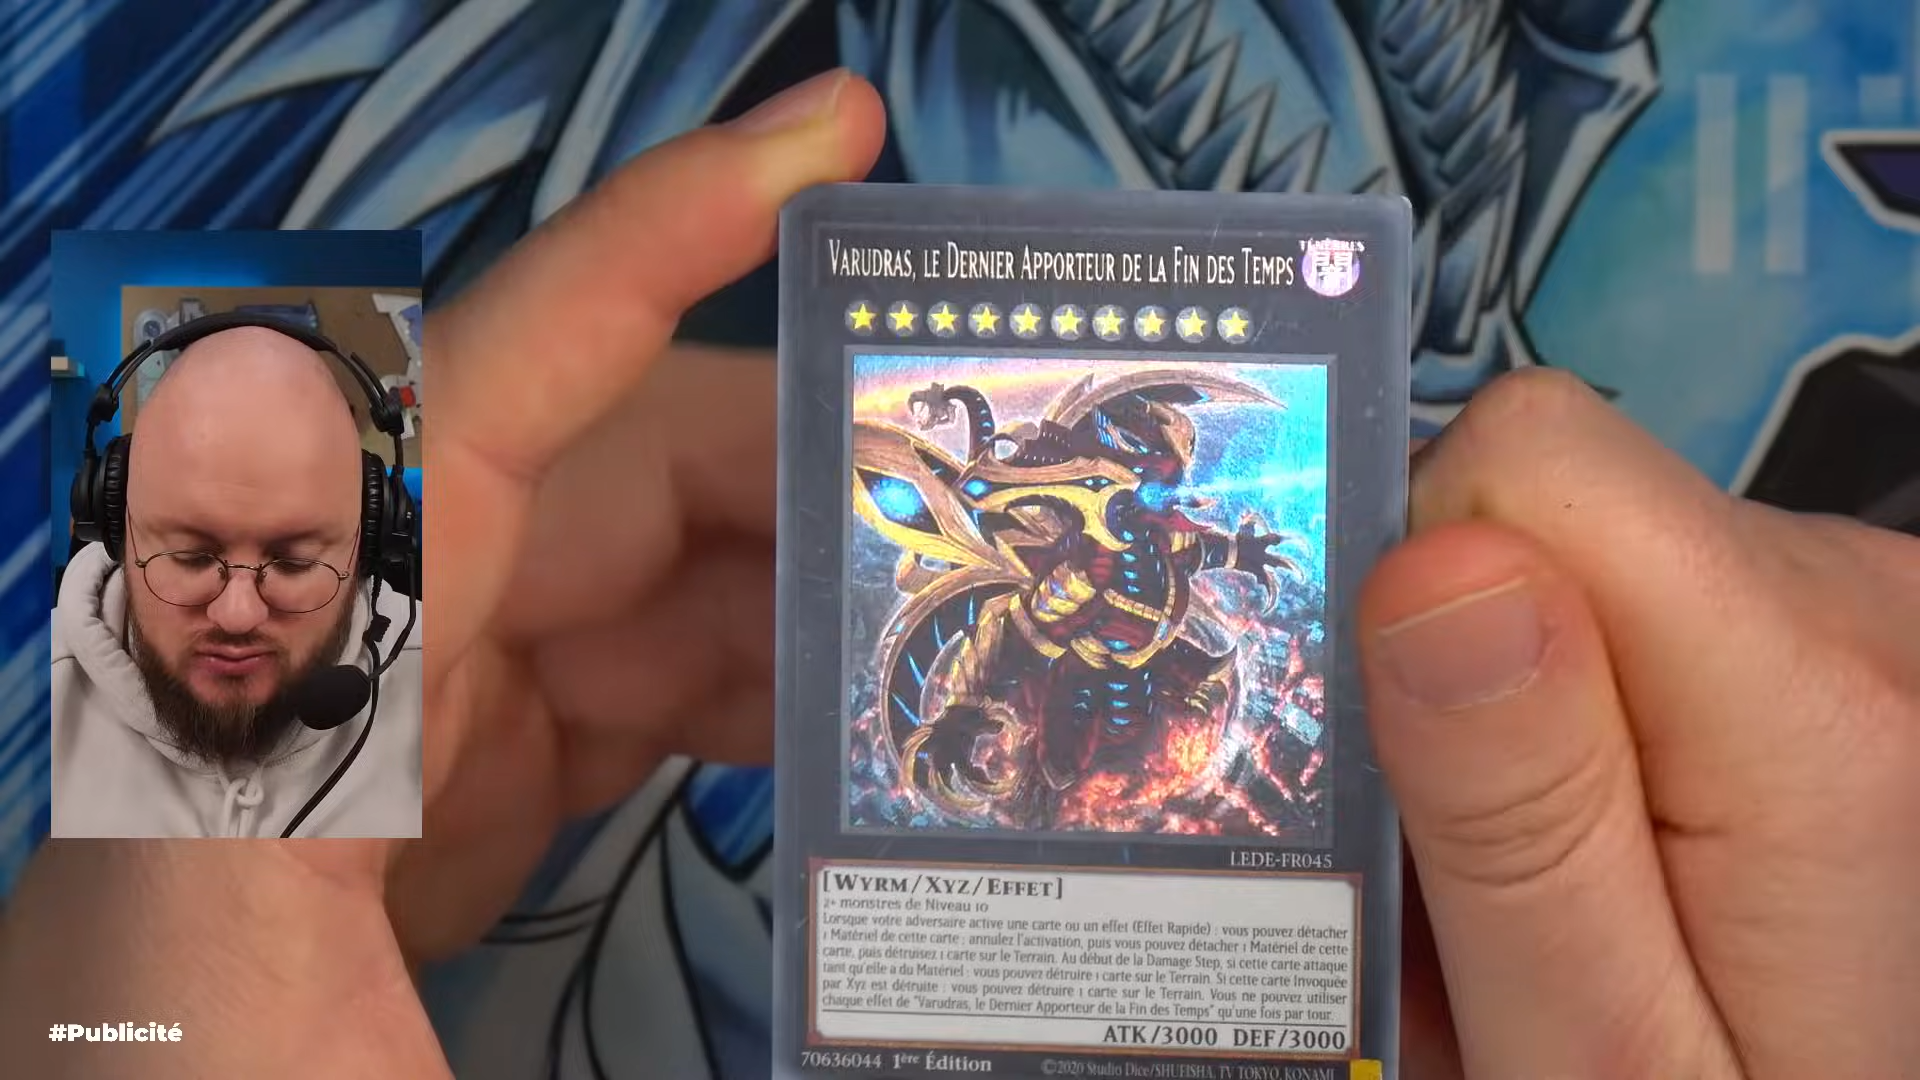 Varudras, le Dernier Apporteur de la Fin des Temps
TÉNÈBRES
闇
LEDE-FR045
[Wyrm/Xyz/Effet]
2+ monstres de Niveau 10
Lorsque votre adversaire active une carte ou un effet (Effet Rapide) : vous pouvez détacher
1 Matériel de cette carte ; annulez l'activation, puis vous pouvez détacher 1 Matériel de cette
carte, puis détruisez 1 carte sur le Terrain. Au début de la Damage Step, si cette carte attaque
tant qu'elle a du Matériel : vous pouvez détruire 1 carte sur le Terrain. Si cette carte Invoquée
par Xyz est détruite : vous pouvez détruire 1 carte sur le Terrain. Vous ne pouvez utiliser
chaque effet de "Varudras, le Dernier Apporteur de la Fin des Temps" qu'une fois par tour.
ATK/3000 DEF/3000
70636044 1ère Édition
©2020 Studio Dice/SHUEISHA, TV TOKYO, KONAMI
#Publicité